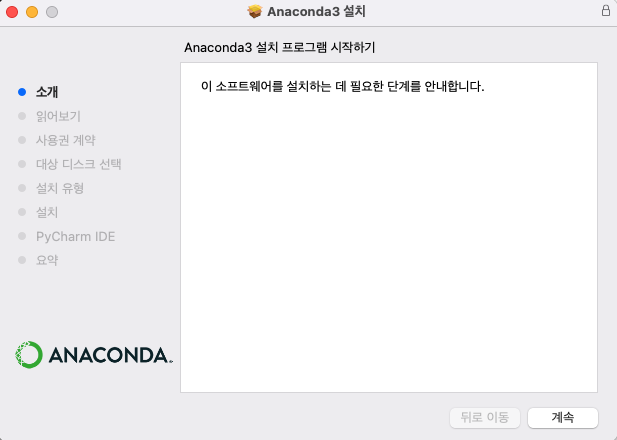 Anaconda3 설치
Anaconda3 설치 프로그램 시작하기
이 소프트웨어를 설치하는 데 필요한 단계를 안내합니다.
소개
읽어보기
사용권 계약
대상 디스크 선택
설치 유형
설치
PyCharm IDE
요약
ANACONDA
뒤로 이동
계속